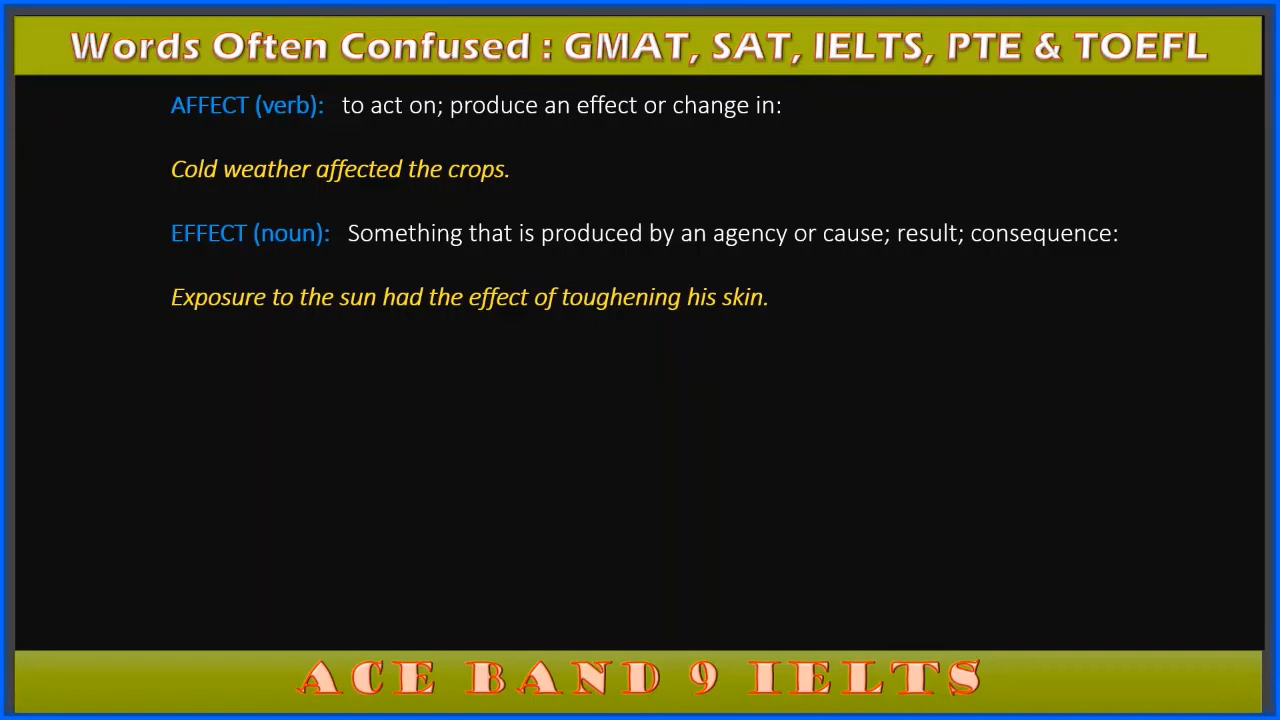 Words Often Confused : GMAT, SAT, IELTS, PTE & TOEFL
AFFECT (verb): to act on; produce an effect or change in:
Cold weather affected the crops.
EFFECT (noun): Something that is produced by an agency or cause; result; consequence:
Exposure to the sun had the effect of toughening his skin.
ACE BAND 9 IELTS